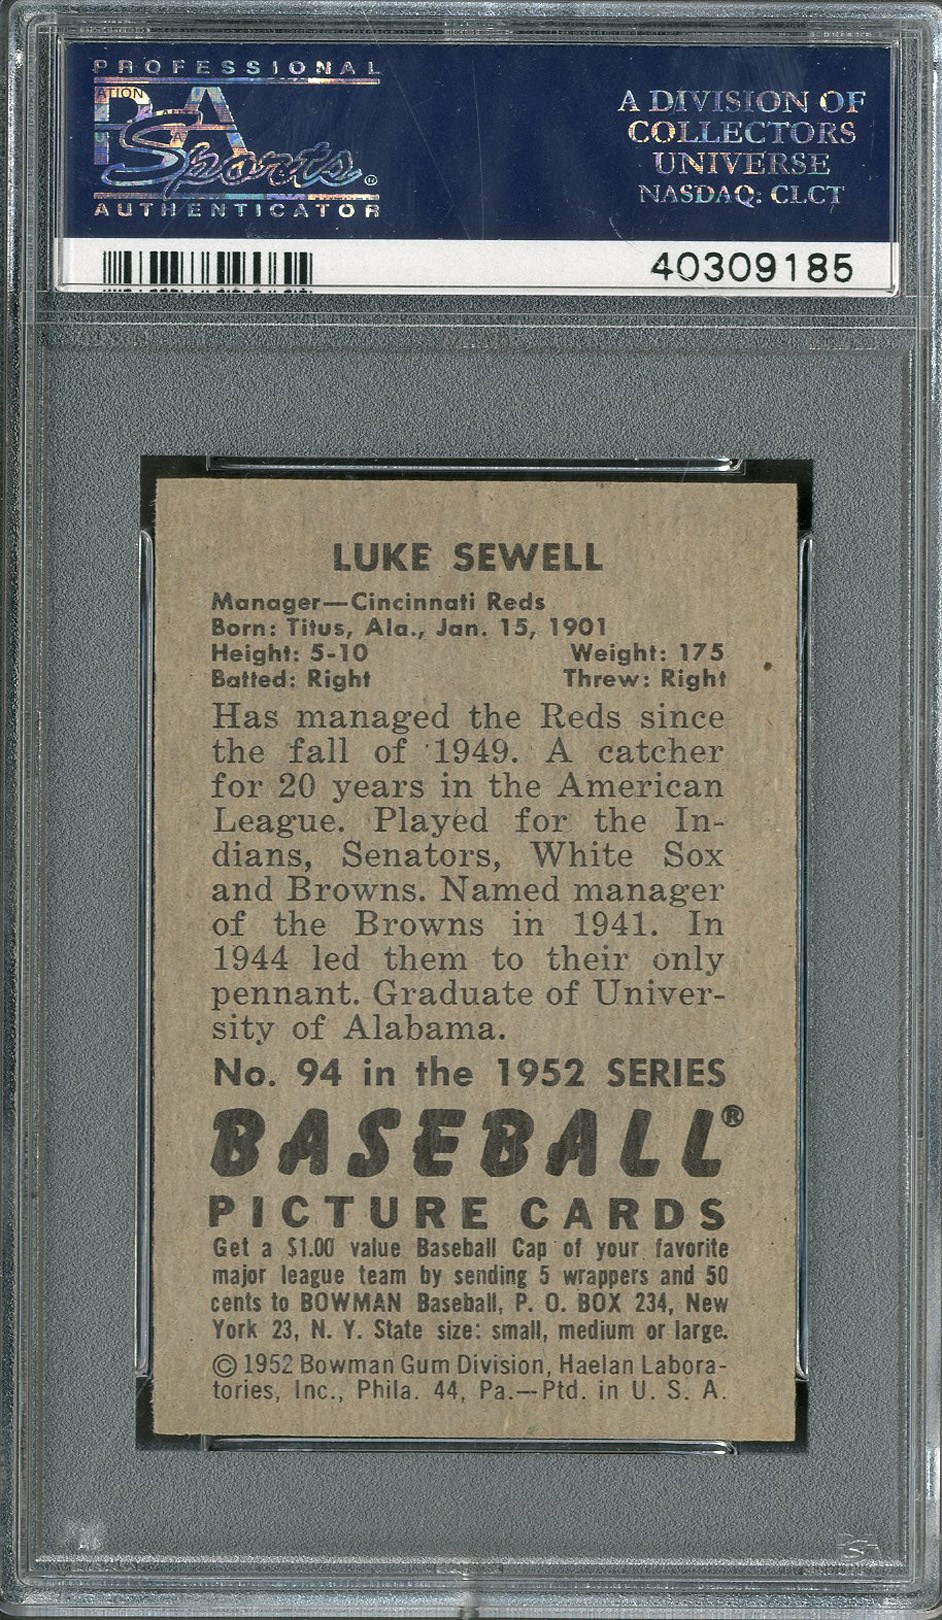 PROFESSIONAL
ATION
PSA
Sports
AUTHENTICATOR
A DIVISION OF
COLLECTORS
UNIVERSE
NASDAQ: CLCT
40309185
LUKE SEWELL
Manager—Cincinnati Reds
Born: Titus, Ala., Jan. 15, 1901
Height: 5-10 Weight: 175
Batted: Right Threw: Right
Has managed the Reds since
the fall of 1949. A catcher
for 20 years in the American
League. Played for the In-
dians, Senators, White Sox
and Browns. Named manager
of the Browns in 1941. In
1944 led them to their only
pennant. Graduate of Univer-
sity of Alabama.
No. 94 in the 1952 SERIES
BASEBALL®
PICTURE CARDS
Get a $1.00 value Baseball Cap of your favorite
major league team by sending 5 wrappers and 50
cents to BOWMAN Baseball, P. O. BOX 234, New
York 23, N. Y. State size: small, medium or large.
© 1952 Bowman Gum Division, Haelan Labora-
tories, Inc., Phila. 44, Pa.—Ptd. in U. S. A.